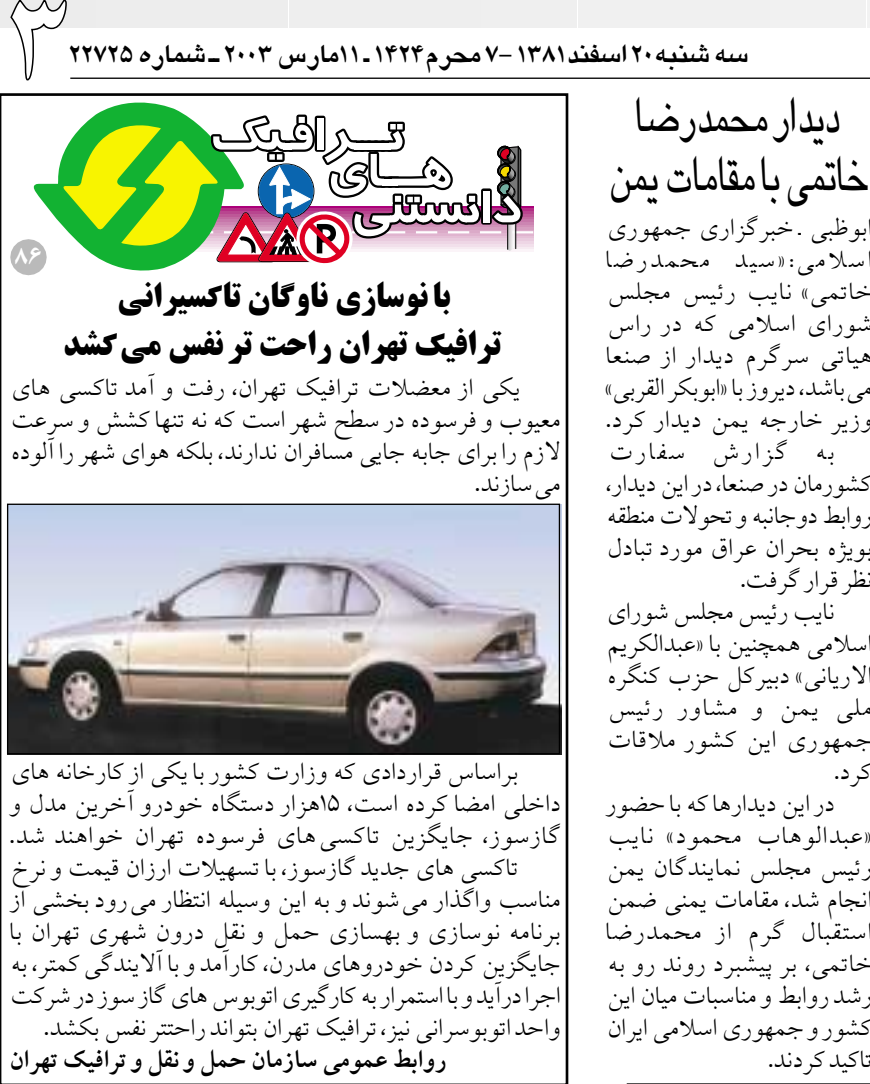 ۳
سه شنبه ۲۰ اسفند ۱۳۸۱ – ۷ محرم ۱۴۲۴ ـ ۱۱مارس ۲۰۰۳ ـ شماره ۲۲۷۲۵
دیدار محمدرضا
خاتمی با مقامات یمن
ابوظبی ـ خبرگزاری جمهوری
اسلامی: «سید محمدرضا
خاتمی» نایب رئیس مجلس
شورای اسلامی که در راس
هیاتی سرگرم دیدار از صنعا
می باشد، دیروز با «ابوبکر القربی»
وزیر خارجه یمن دیدار کرد.
به گزارش سفارت
کشورمان در صنعا، در این دیدار،
روابط دوجانبه و تحولات منطقه
بویژه بحران عراق مورد تبادل
نظر قرار گرفت.
نایب رئیس مجلس شورای
اسلامی همچنین با «عبدالکریم
الاریانی» دبیرکل حزب کنگره
ملی یمن و مشاور رئیس
جمهوری این کشور ملاقات
کرد.
در این دیدارها که با حضور
«عبدالوهاب محمود» نایب
رئیس مجلس نمایندگان یمن
انجام شد، مقامات یمنی ضمن
استقبال گرم از محمدرضا
خاتمی، بر پیشبرد روند رو به
رشد روابط و مناسبات میان این
کشور و جمهوری اسلامی ایران
تاکید کردند.
دانستنی
های
ترافیک
P
۸۶
با نوسازی ناوگان تاکسیرانی
ترافیک تهران راحت تر نفس می کشد
یکی از معضلات ترافیک تهران، رفت و آمد تاکسی های
معیوب و فرسوده در سطح شهر است که نه تنها کشش و سرعت
لازم را برای جابه جایی مسافران ندارند، بلکه هوای شهر را آلوده
می سازند.
براساس قراردادی که وزارت کشور با یکی از کارخانه های
داخلی امضا کرده است، ۱۵هزار دستگاه خودرو آخرین مدل و
گازسوز، جایگزین تاکسی های فرسوده تهران خواهند شد.
تاکسی های جدید گازسوز، با تسهیلات ارزان قیمت و نرخ
مناسب واگذار می شوند و به این وسیله انتظار می رود بخشی از
برنامه نوسازی و بهسازی حمل و نقل درون شهری تهران با
جایگزین کردن خودروهای مدرن، کارآمد و با آلایندگی کمتر، به
اجرا درآید و با استمرار به کارگیری اتوبوس های گاز سوز در شرکت
واحد اتوبوسرانی نیز، ترافیک تهران بتواند راحتتر نفس بکشد.
روابط عمومی سازمان حمل و نقل و ترافیک تهران